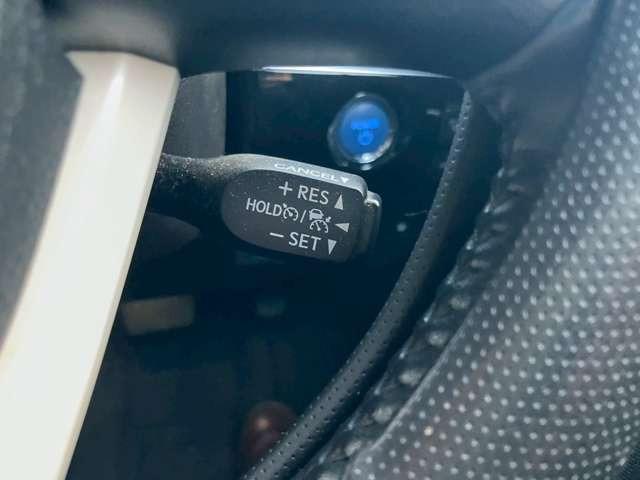 CANCEL▼
+ RES ▲
HOLD / ◀
− SET ▼